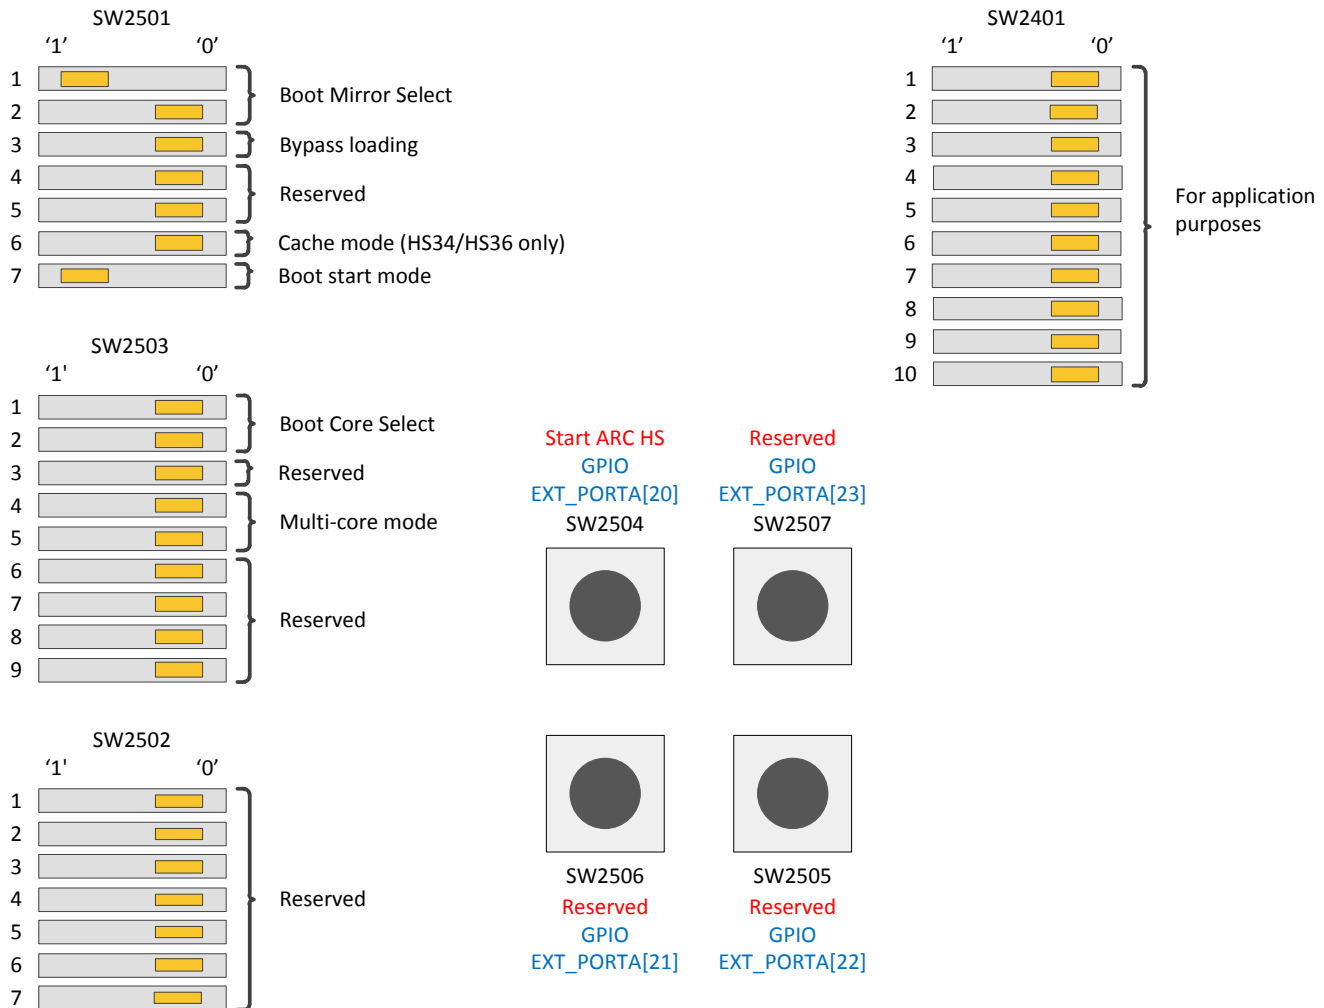 SW2501
‘1’ ‘0’
1
2
Boot Mirror Select
3 Bypass loading
4
5
Reserved
6 Cache mode (HS34/HS36 only)
7 Boot start mode
SW2401
‘1’ ‘0’
1
2
3
4
5
6
7
8
9
10
For application
purposes
SW2503
‘1' ‘0’
1
2
Boot Core Select
3 Reserved
4
5
Multi-core mode
6
7
8
9
Reserved
Start ARC HS
GPIO
EXT_PORTA[20]
SW2504
Reserved
GPIO
EXT_PORTA[23]
SW2507
SW2502
‘1' ‘0’
1
2
3
4
5
6
7
Reserved
SW2506
Reserved
GPIO
EXT_PORTA[21]
SW2505
Reserved
GPIO
EXT_PORTA[22]